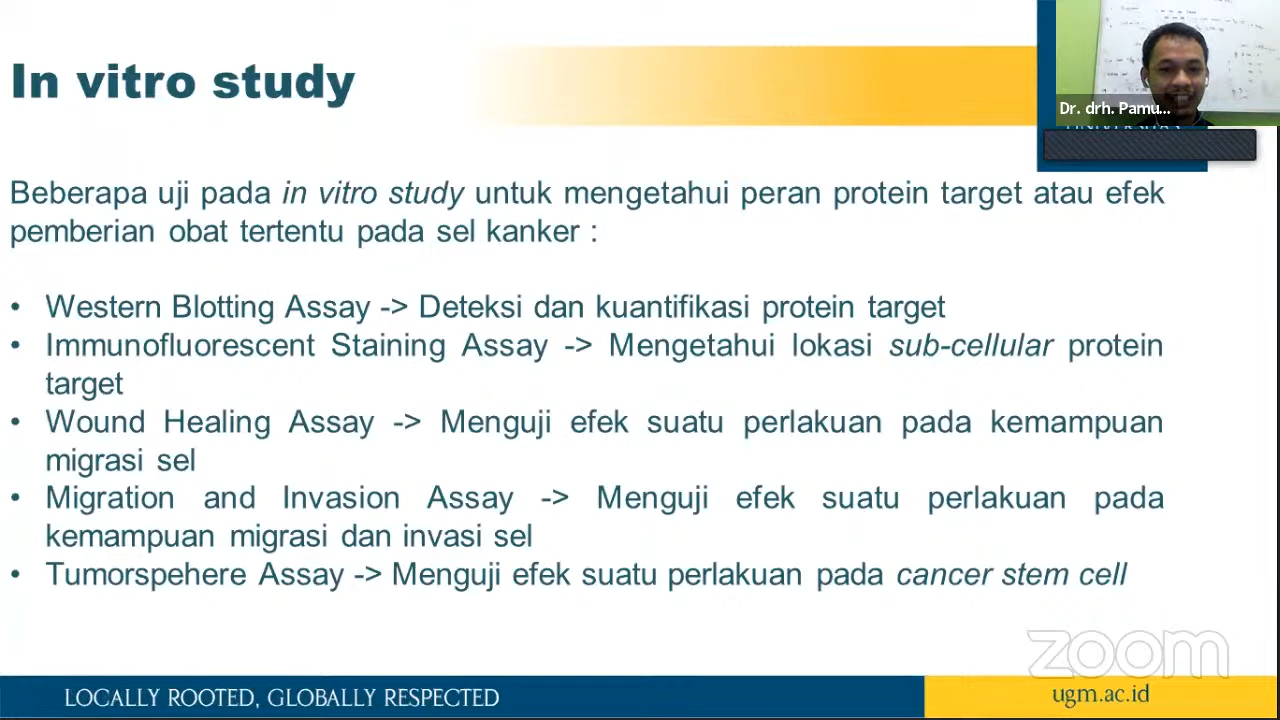 In vitro study
Dr. drh. Pamu...
Beberapa uji pada in vitro study untuk mengetahui peran protein target atau efek
pemberian obat tertentu pada sel kanker :
• Western Blotting Assay -> Deteksi dan kuantifikasi protein target
• Immunofluorescent Staining Assay -> Mengetahui lokasi sub-cellular protein
target
• Wound Healing Assay -> Menguji efek suatu perlakuan pada kemampuan
migrasi sel
• Migration and Invasion Assay -> Menguji efek suatu perlakuan pada
kemampuan migrasi dan invasi sel
• Tumorspehere Assay -> Menguji efek suatu perlakuan pada cancer stem cell
zoom
LOCALLY ROOTED, GLOBALLY RESPECTED
ugm.ac.id